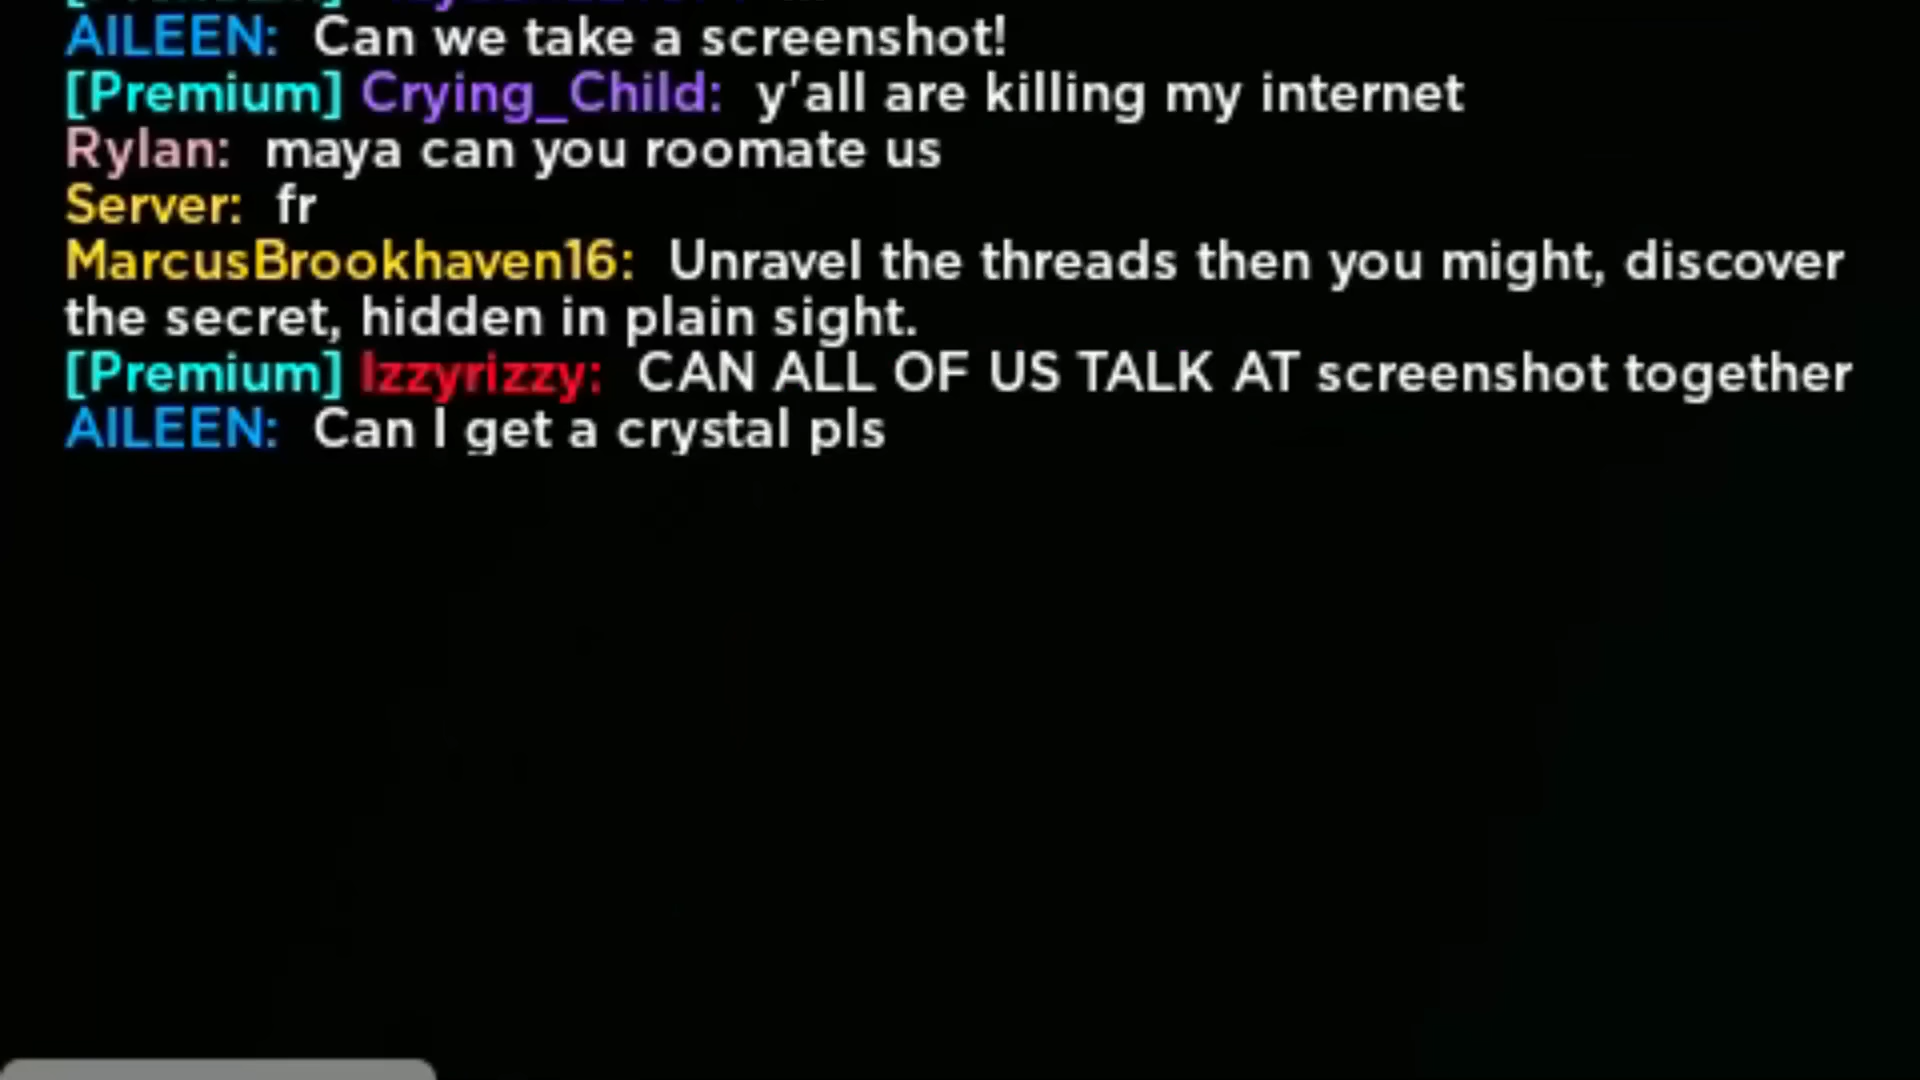 AILEEN: Can we take a screenshot!
[Premium] Crying_Child: y'all are killing my internet
Rylan: maya can you roomate us
Server: fr
MarcusBrookhaven16: Unravel the threads then you might, discover
the secret, hidden in plain sight.
[Premium] Izzyrizzy: CAN ALL OF US TALK AT screenshot together
AILEEN: Can I get a crystal pls